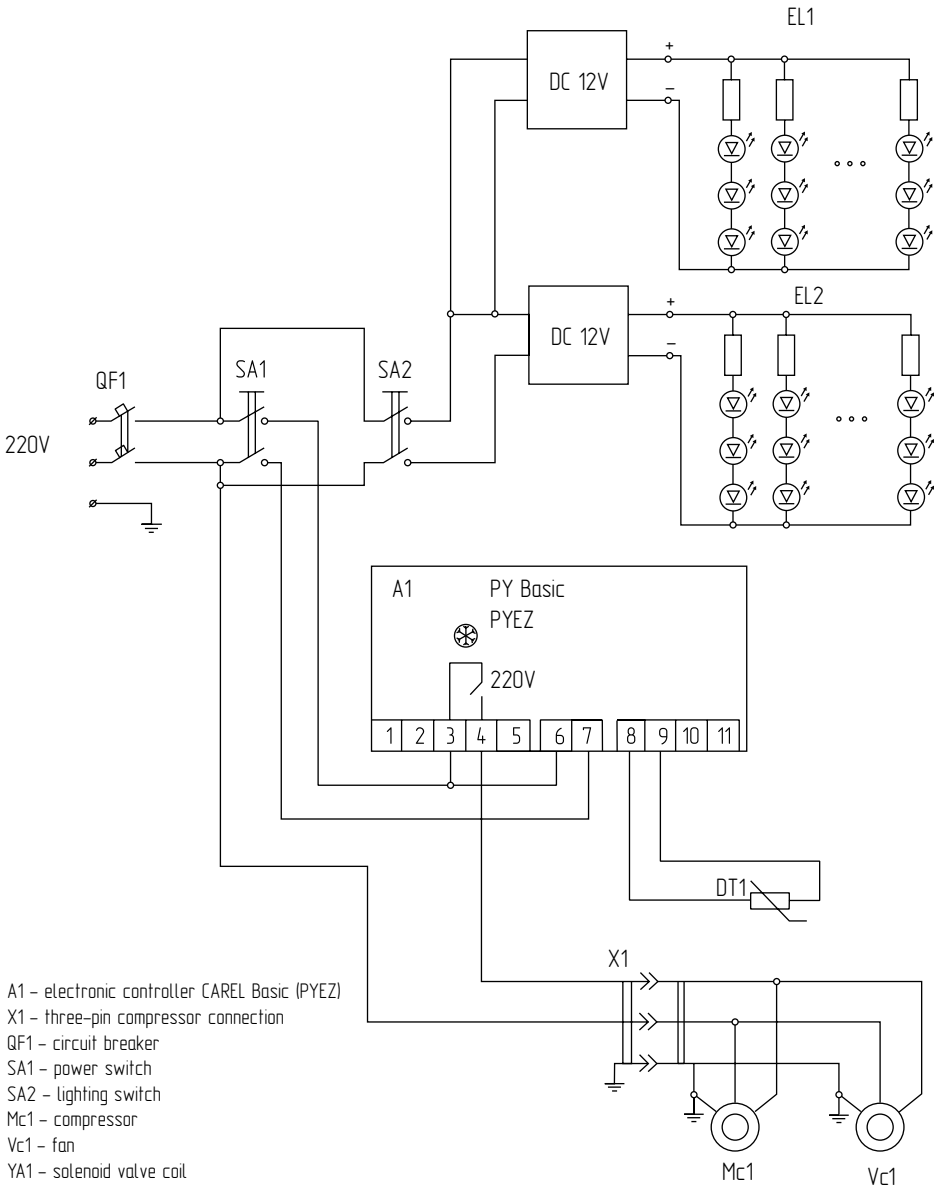 EL1
+
DC 12V
–
EL2
+
DC 12V
–
QF1
SA1
SA2
220V
A1
PY Basic
PYEZ
220V
1 2 3 4 5 6 7 8 9 10 11
DT1
X1
A1 – electronic controller CAREL Basic (PYEZ)
X1 – three-pin compressor connection
QF1 – circuit breaker
SA1 – power switch
SA2 – lighting switch
Mc1 – compressor
Vc1 – fan
YA1 – solenoid valve coil
Mc1
Vc1